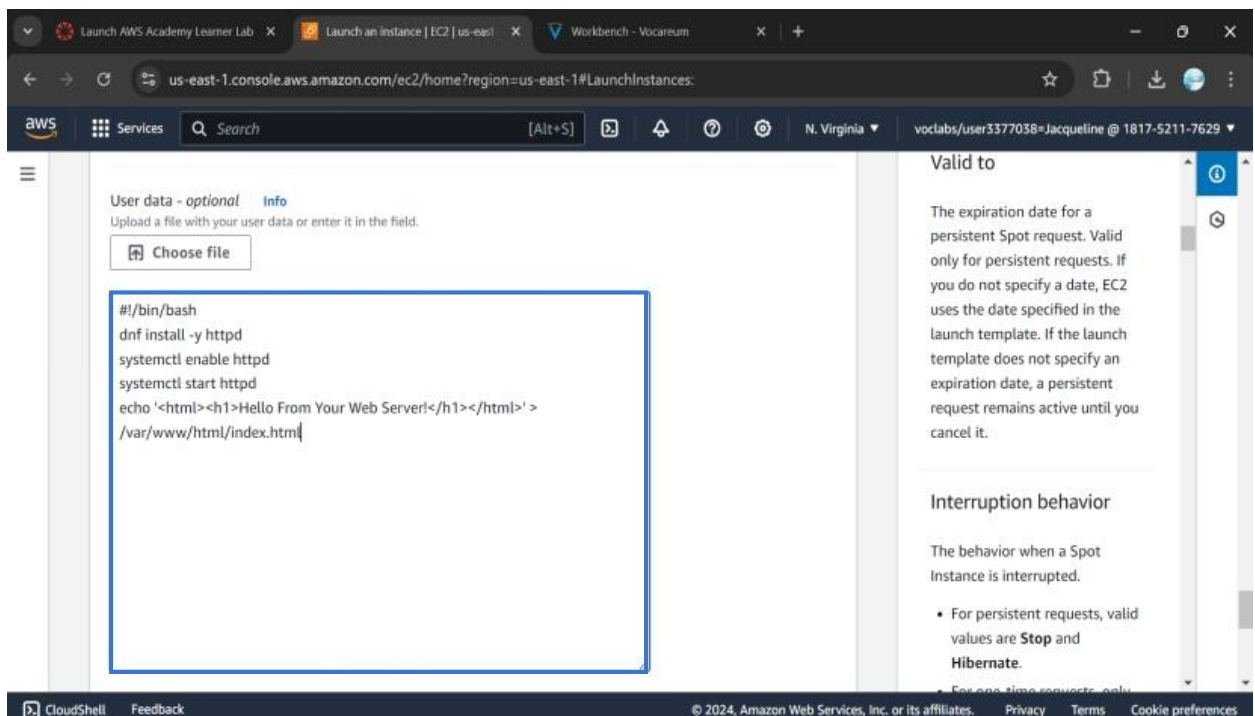 Launch AWS Academy Learner Lab
Launch an instance | EC2 | us-east
Workbench - Vocareum
us-east-1.console.aws.amazon.com/ec2/home?region=us-east-1#LaunchInstances:
aws
Services
Search
[Alt+S]
N. Virginia
voclabs/user3377038=Jacqueline @ 1817-5211-7629
User data - optional Info
Upload a file with your user data or enter it in the field.
Choose file
#!/bin/bash
dnf install -y httpd
systemctl enable httpd
systemctl start httpd
echo '<html><h1>Hello From Your Web Server!</h1></html>' >
/var/www/html/index.html
Valid to
The expiration date for a
persistent Spot request. Valid
only for persistent requests. If
you do not specify a date, EC2
uses the date specified in the
launch template. If the launch
template does not specify an
expiration date, a persistent
request remains active until you
cancel it.
Interruption behavior
The behavior when a Spot
Instance is interrupted.
• For persistent requests, valid
values are Stop and
Hibernate.
• For one-time requests, only
CloudShell
Feedback
© 2024, Amazon Web Services, Inc. or its affiliates.
Privacy
Terms
Cookie preferences